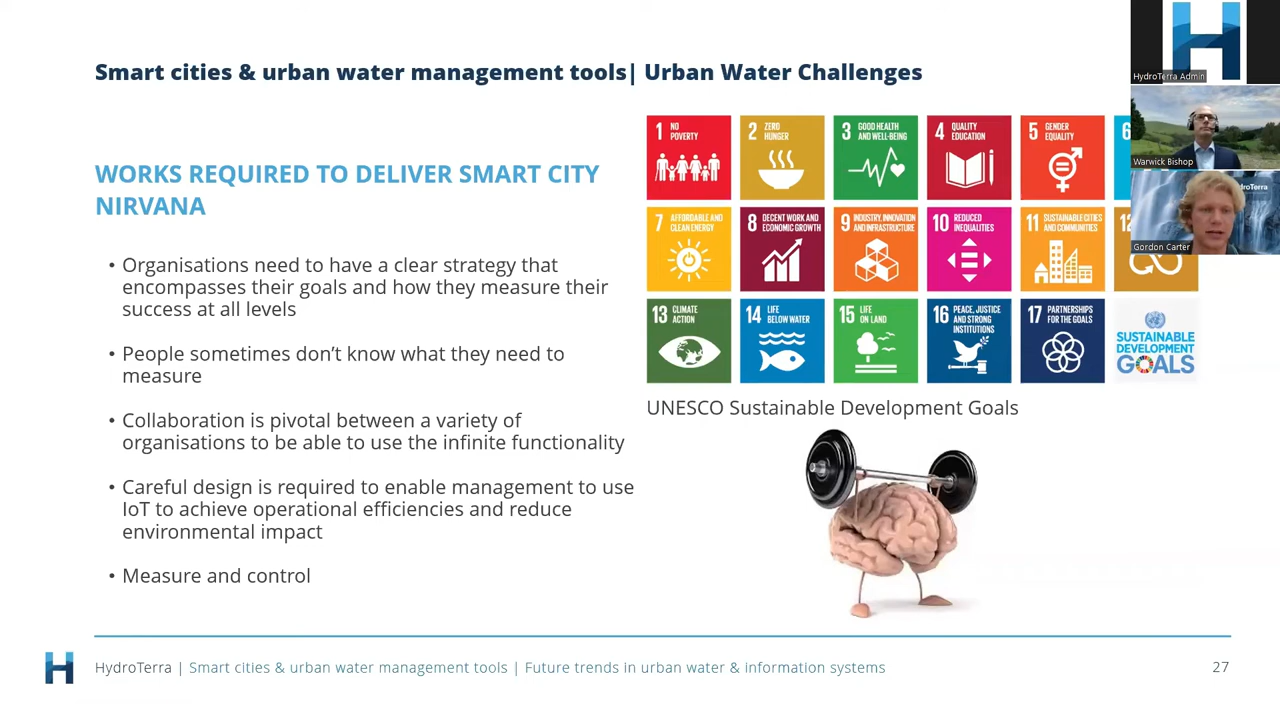 Smart cities & urban water management tools| Urban Water Challenges
WORKS REQUIRED TO DELIVER SMART CITY
NIRVANA
• Organisations need to have a clear strategy that
encompasses their goals and how they measure their
success at all levels
• People sometimes don't know what they need to
measure
• Collaboration is pivotal between a variety of
organisations to be able to use the infinite functionality
• Careful design is required to enable management to use
IoT to achieve operational efficiencies and reduce
environmental impact
• Measure and control
1 NO
POVERTY
2 ZERO
HUNGER
3 GOOD HEALTH
AND WELL-BEING
4 QUALITY
EDUCATION
5 GENDER
EQUALITY
6
7 AFFORDABLE AND
CLEAN ENERGY
8 DECENT WORK AND
ECONOMIC GROWTH
9 INDUSTRY, INNOVATION
AND INFRASTRUCTURE
10 REDUCED
INEQUALITIES
11 SUSTAINABLE CITIES
AND COMMUNITIES
12
13 CLIMATE
ACTION
14 LIFE
BELOW WATER
15 LIFE
ON LAND
16 PEACE, JUSTICE
AND STRONG
INSTITUTIONS
17 PARTNERSHIPS
FOR THE GOALS
SUSTAINABLE
DEVELOPMENT
GOALS
UNESCO Sustainable Development Goals
HydroTerra Admin
Warwick Bishop
droTerra
Gordon Carter
HydroTerra | Smart cities & urban water management tools | Future trends in urban water & information systems
27